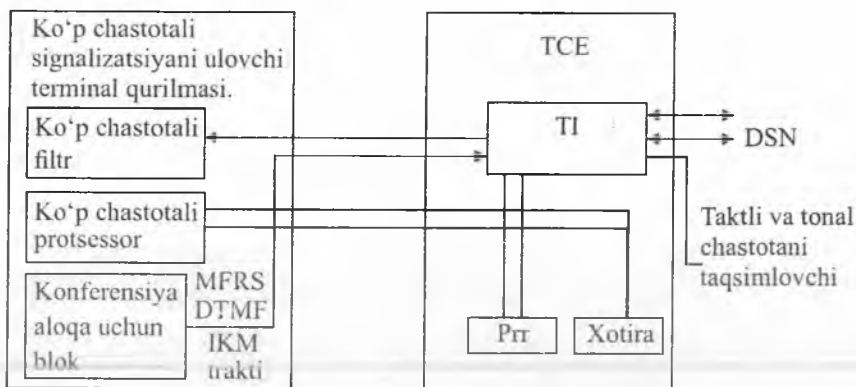 Ko‘p chastotali
signalizatsiyani ulovchi
terminal qurilmasi.
Ko‘p chastotali
filtr
Ko‘p chastotali
protsessor
Konferensiya
aloqa uchun
blok
MFRS
DTMF
IKM
trakti
TCE
TI
DSN
Taktli va tonal
chastotani
taqsimlovchi
Prr
Xotira